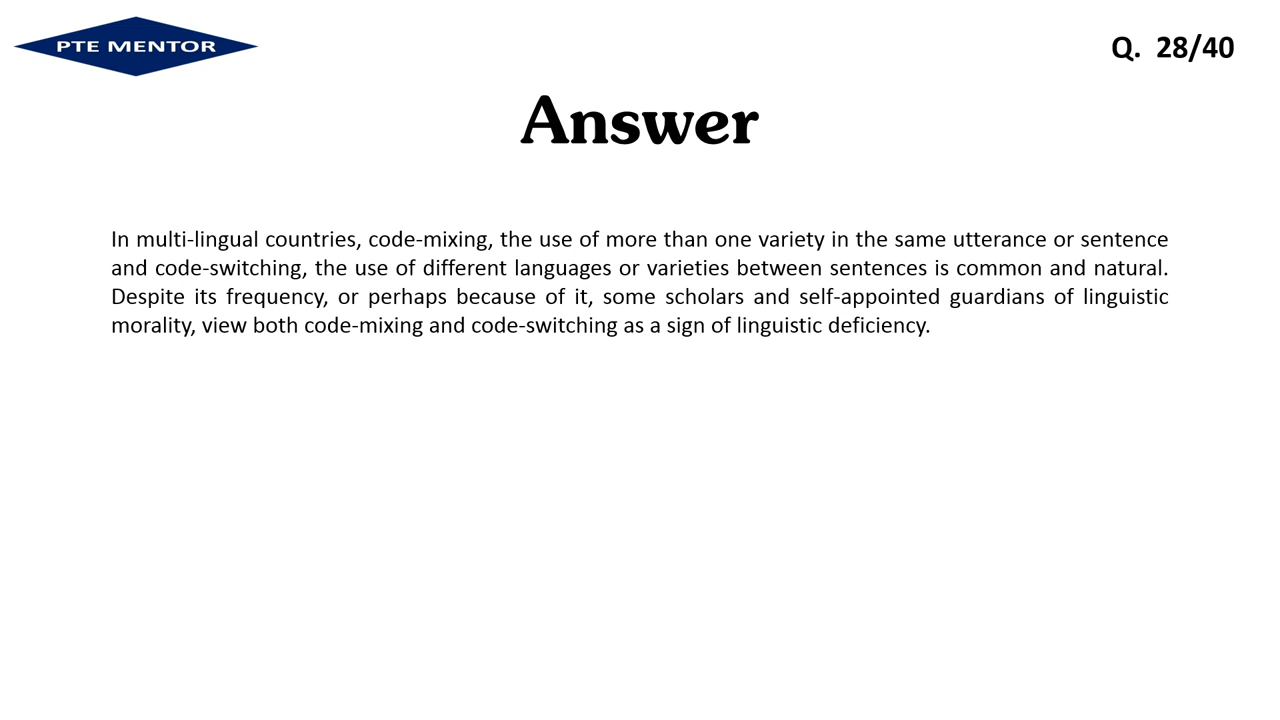 PTE MENTOR
Q. 28/40
Answer
In multi-lingual countries, code-mixing, the use of more than one variety in the same utterance or sentence
and code-switching, the use of different languages or varieties between sentences is common and natural.
Despite its frequency, or perhaps because of it, some scholars and self-appointed guardians of linguistic
morality, view both code-mixing and code-switching as a sign of linguistic deficiency.